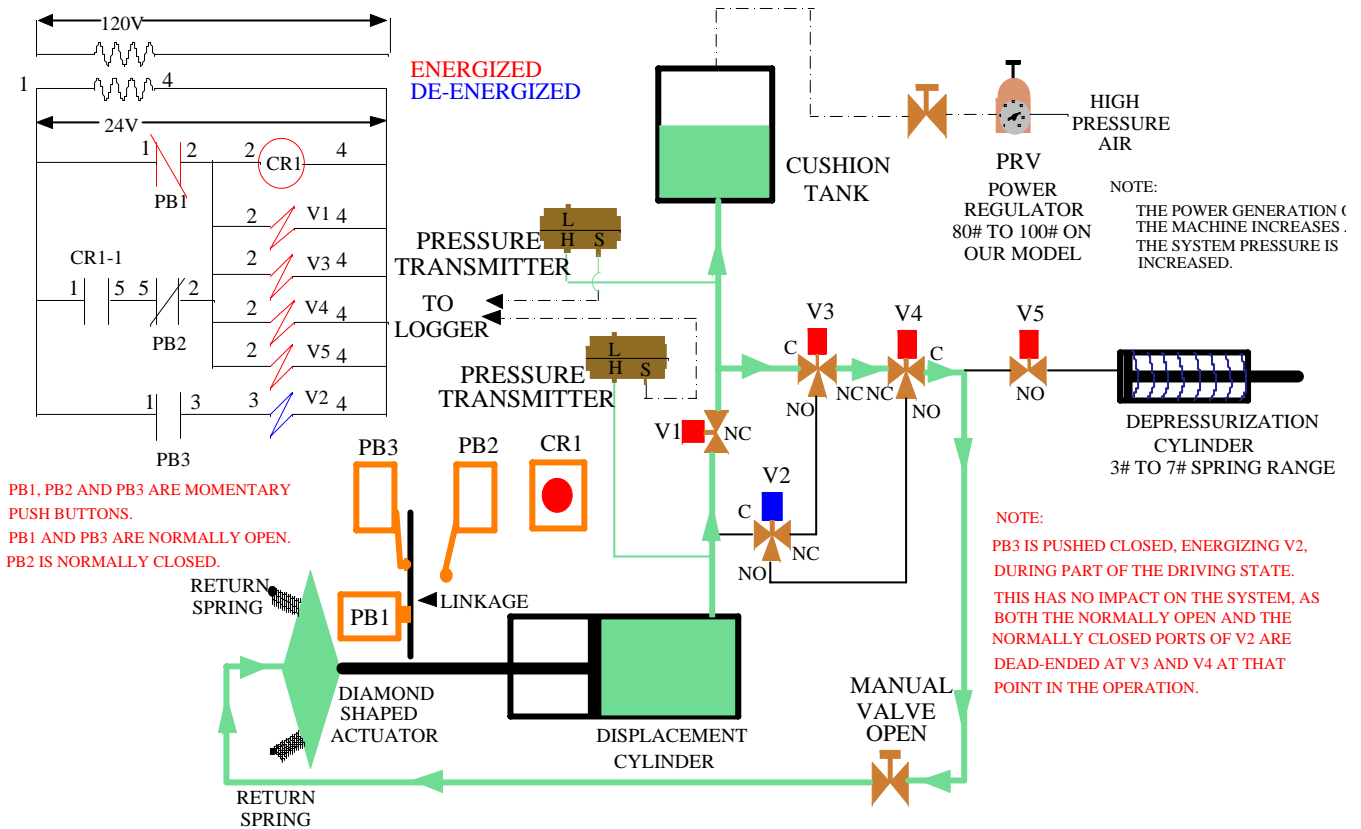 120V
1
4
24V
ENERGIZED
DE-ENERGIZED
1 2 2 CR1 4
PB1
2 V1 4
2 V3 4
CR1-1
1 5 5 2
PB2
2 V4 4
2 V5 4
1 3 3 V2 4
PB3
CUSHION
TANK
HIGH
PRESSURE
AIR
PRV
POWER
REGULATOR
80# TO 100# ON
OUR MODEL
NOTE:
THE POWER GENERATION O
THE MACHINE INCREASES A
THE SYSTEM PRESSURE IS
INCREASED.
PRESSURE
TRANSMITTER
L
H S
TO
LOGGER
PRESSURE
TRANSMITTER
L
H S
V3
C
NC
NO
V4
C
NC
NO
V5
NO
DEPRESSURIZATION
CYLINDER
3# TO 7# SPRING RANGE
V1
NC
V2
C
NC
NO
PB3
PB2
CR1
PB1, PB2 AND PB3 ARE MOMENTARY
PUSH BUTTONS.
PB1 AND PB3 ARE NORMALLY OPEN.
PB2 IS NORMALLY CLOSED.
RETURN
SPRING
PB1
LINKAGE
DIAMOND
SHAPED
ACTUATOR
DISPLACEMENT
CYLINDER
RETURN
SPRING
MANUAL
VALVE
OPEN
NOTE:
PB3 IS PUSHED CLOSED, ENERGIZING V2,
DURING PART OF THE DRIVING STATE.
THIS HAS NO IMPACT ON THE SYSTEM, AS
BOTH THE NORMALLY OPEN AND THE
NORMALLY CLOSED PORTS OF V2 ARE
DEAD-ENDED AT V3 AND V4 AT THAT
POINT IN THE OPERATION.